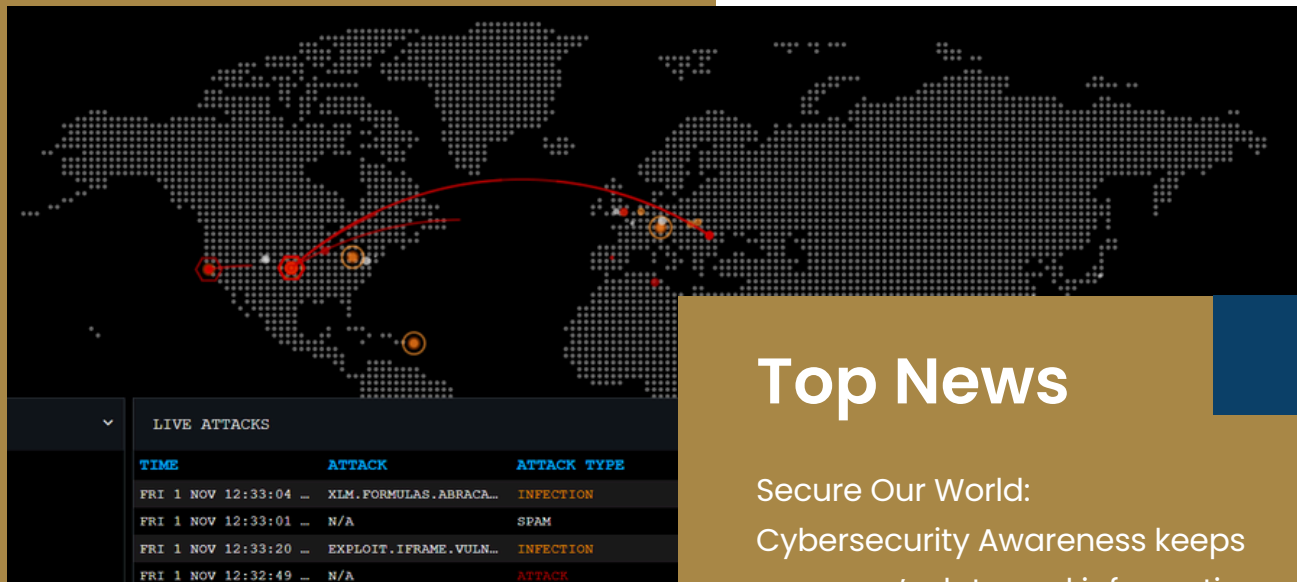 LIVE ATTACKS
TIME ATTACK ATTACK TYPE
FRI 1 NOV 12:33:04 … XLM.FORMULAS.ABRACA… INFECTION
FRI 1 NOV 12:33:01 … N/A SPAM
FRI 1 NOV 12:33:20 … EXPLOIT.IFRAME.VULN… INFECTION
FRI 1 NOV 12:32:49 … N/A ATTACK
Top News
Secure Our World:
Cybersecurity Awareness keeps